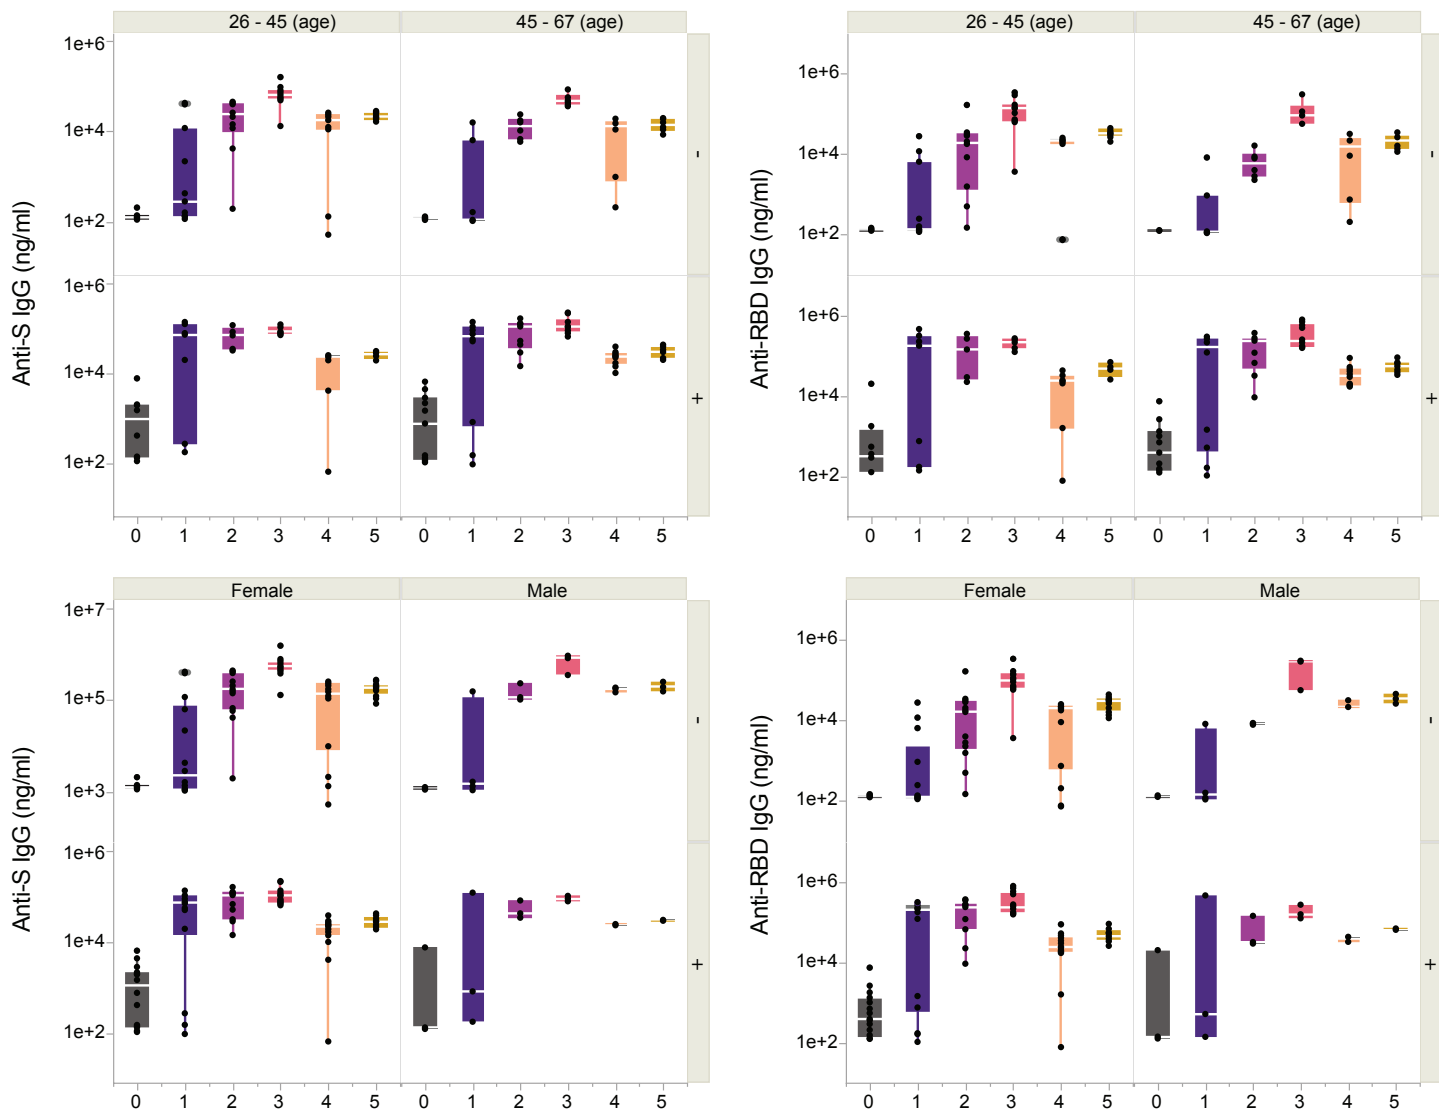 26 - 45 (age) 45 - 67 (age)
Anti-S IgG (ng/ml)
1e+6
1e+4
1e+2
-
1e+6
1e+4
1e+2
+
0 1 2 3 4 5 0 1 2 3 4 5
26 - 45 (age) 45 - 67 (age)
Anti-RBD IgG (ng/ml)
1e+6
1e+4
1e+2
-
1e+6
1e+4
1e+2
+
0 1 2 3 4 5 0 1 2 3 4 5
Female Male
Anti-S IgG (ng/ml)
1e+7
1e+5
1e+3
-
1e+6
1e+4
1e+2
+
0 1 2 3 4 5 0 1 2 3 4 5
Female Male
Anti-RBD IgG (ng/ml)
1e+6
1e+4
1e+2
-
1e+6
1e+4
1e+2
+
0 1 2 3 4 5 0 1 2 3 4 5